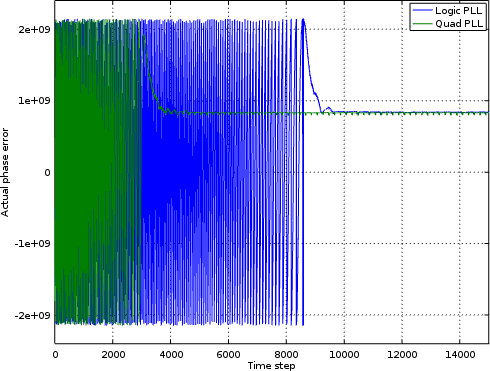 Logic PLL
Quad PLL
2e+09
1e+09
0
-1e+09
-2e+09
Actual phase error
0 2000 4000 6000 8000 10000 12000 14000
Time step